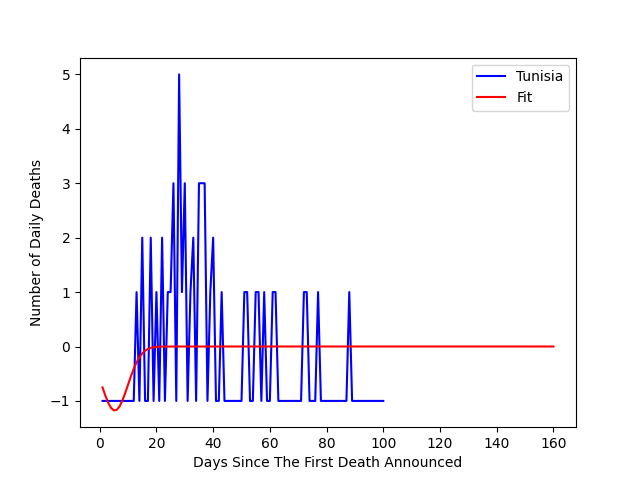 Tunisia
Fit
5
4
3
2
1
0
−1
Number of Daily Deaths
0 20 40 60 80 100 120 140 160
Days Since The First Death Announced